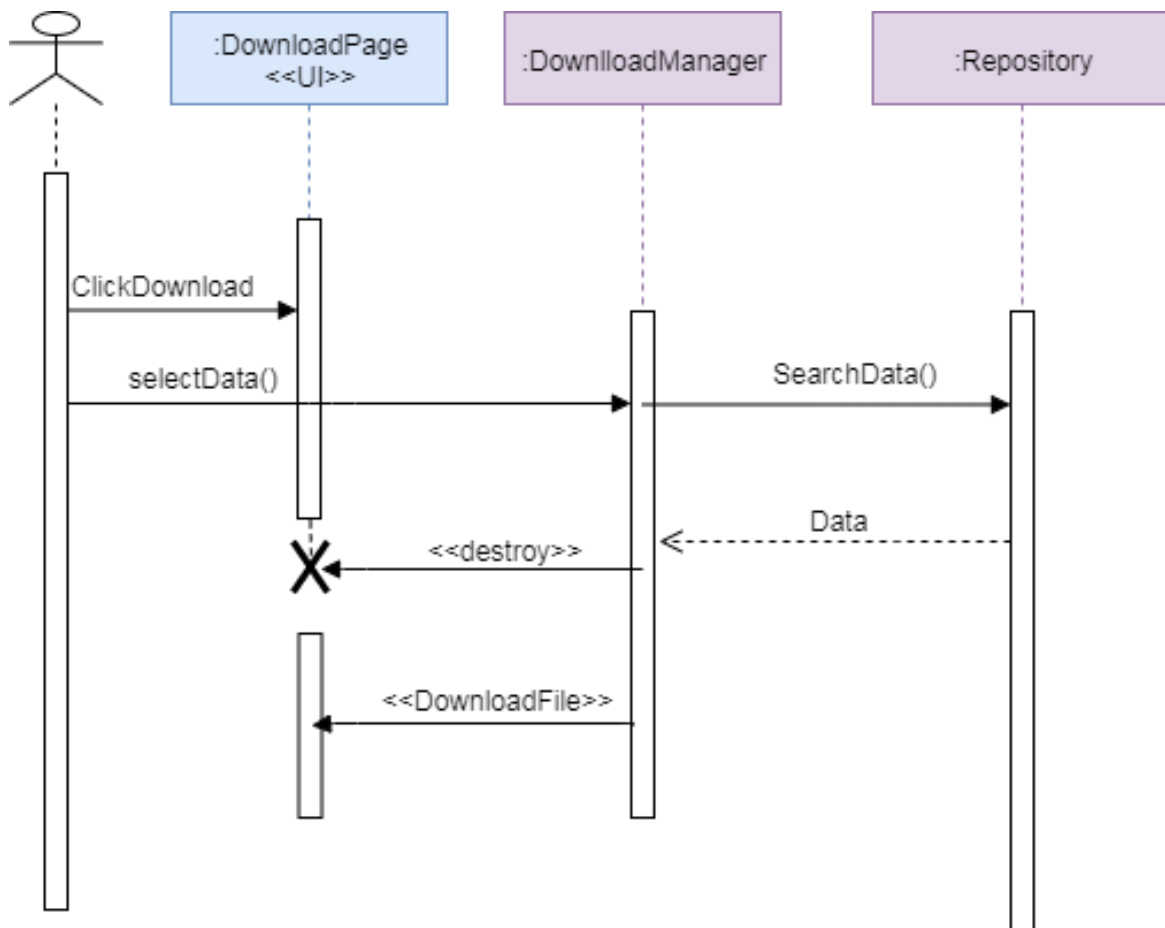 :DownloadPage
<<UI>>
:DownlloadManager
:Repository
ClickDownload
selectData()
SearchData()
Data
<<destroy>>
<<DownloadFile>>